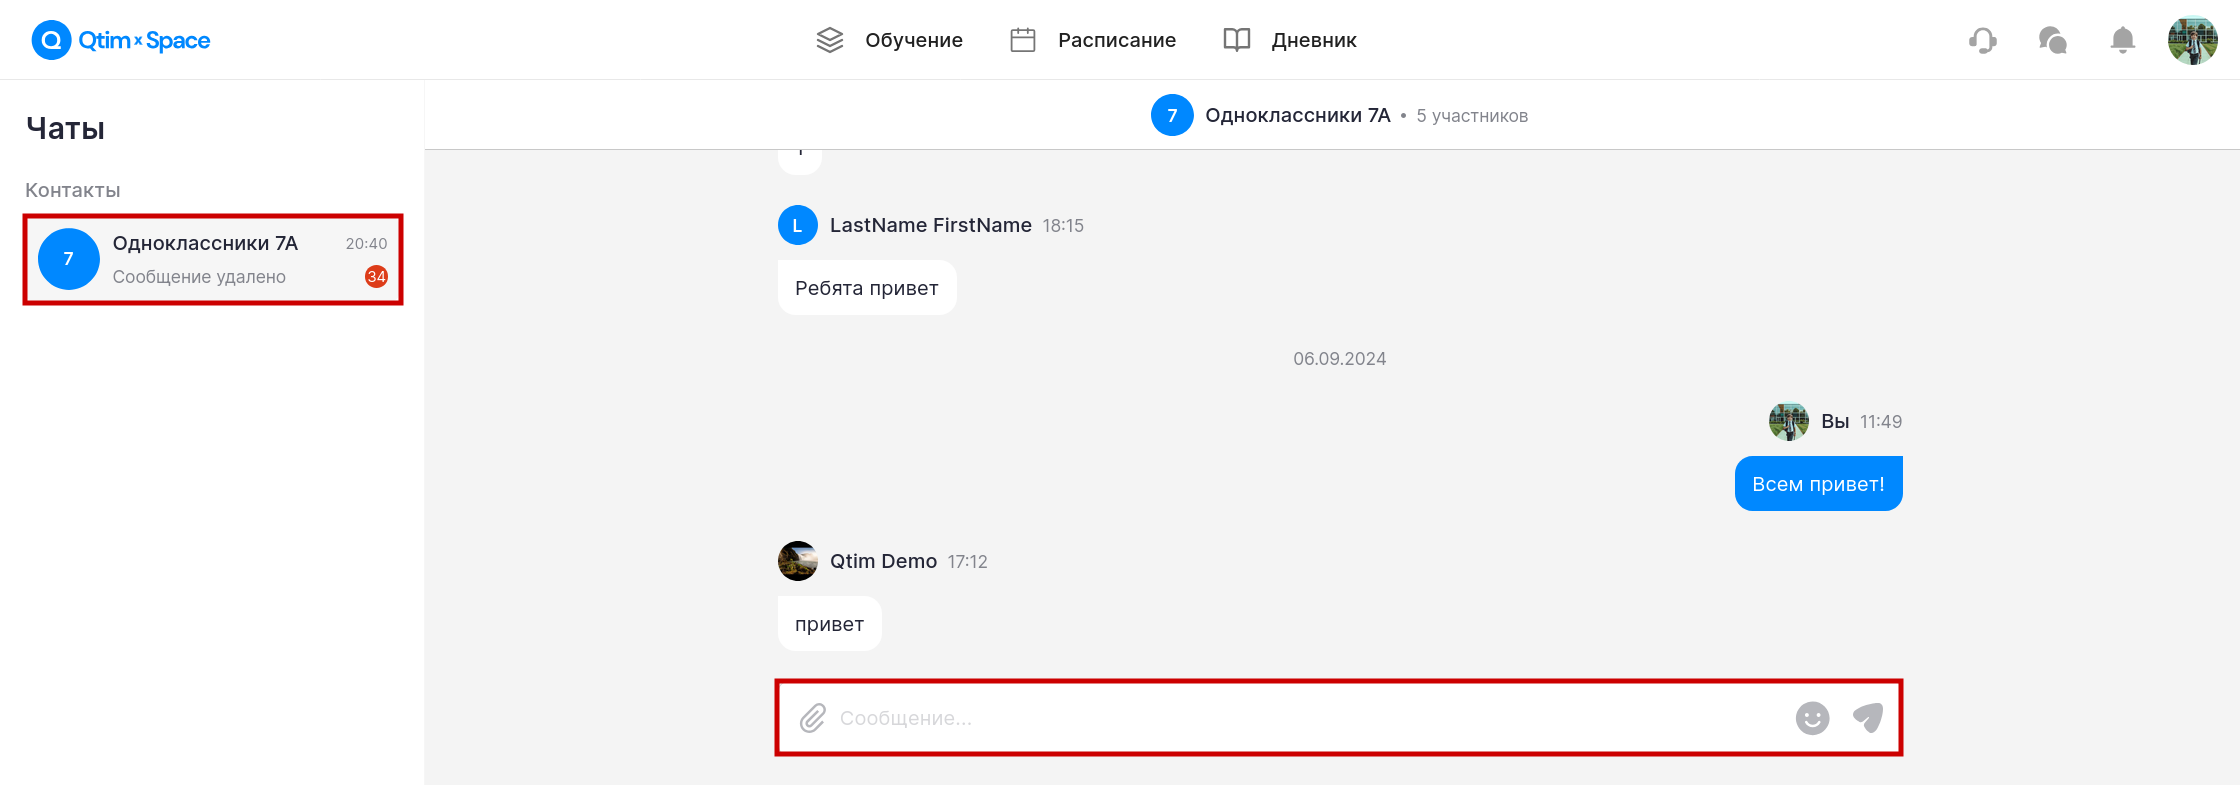 Qtim x Space
Обучение
Расписание
Дневник
Чаты
Контакты
7
Одноклассники 7А
20:40
Сообщение удалено
34
7
Одноклассники 7А • 5 участников
L
LastName FirstName 18:15
Ребята привет
06.09.2024
Вы 11:49
Всем привет!
Qtim Demo 17:12
привет
Сообщение...